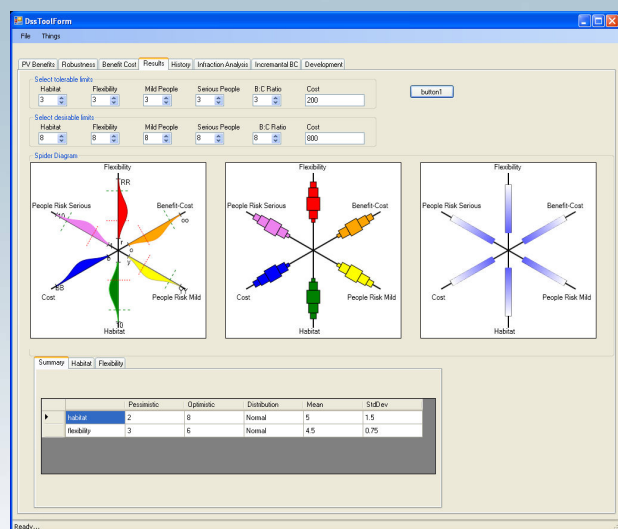 DssToolForm
File Things
PV Benefits Robustness Benefit Cost Results History Infraction Analysis Incremantal BC Development
Select tolerable limits
Habitat Flexibility Mild People Serious People B:C Ratio Cost
3 3 3 3 3 200
button1
Select desirable limits
Habitat Flexibility Mild People Serious People B:C Ratio Cost
8 8 8 8 8 800
Spider Diagram
Flexibility Flexibility Flexibility
RR
People Risk Serious Benefit-Cost People Risk Serious Benefit-Cost People Risk Serious Benefit-Cost
Cost People Risk Mild Cost People Risk Mild Cost People Risk Mild
BB
10
Habitat Habitat Habitat
Summary Habitat Flexibility
Pessimistic Optimistic Distribution Mean StdDev
habitat 2 8 Normal 5 1.5
flexibility 3 6 Normal 4.5 0.75
Ready...